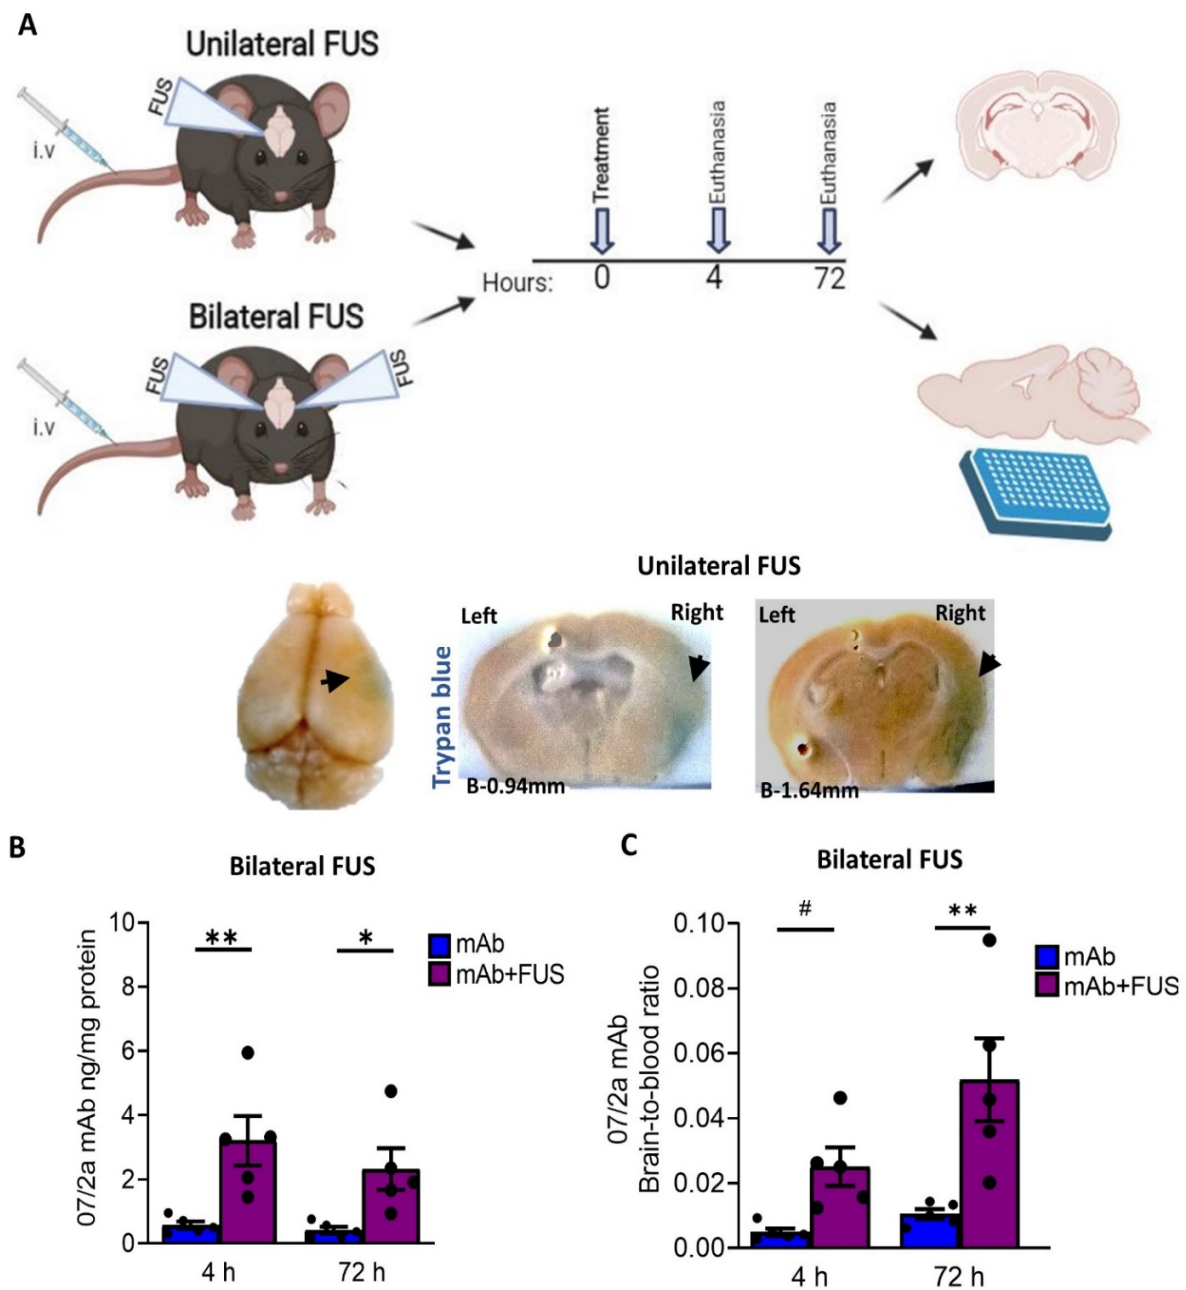 A
Unilateral FUS
FUS
i.v
Bilateral FUS
FUS
FUS
i.v
Treatment
Euthanasia
Euthanasia
Hours: 0 4 72
Unilateral FUS
Trypan blue
Left Right
B-0.94mm
Left Right
B-1.64mm
B
Bilateral FUS
07/2a mAb ng/mg protein
10
8
6
4
2
0
** *
mAb
mAb+FUS
4 h 72 h
C
Bilateral FUS
07/2a mAb
Brain-to-blood ratio
0.10
0.08
0.06
0.04
0.02
0.00
# **
mAb
mAb+FUS
4 h 72 h